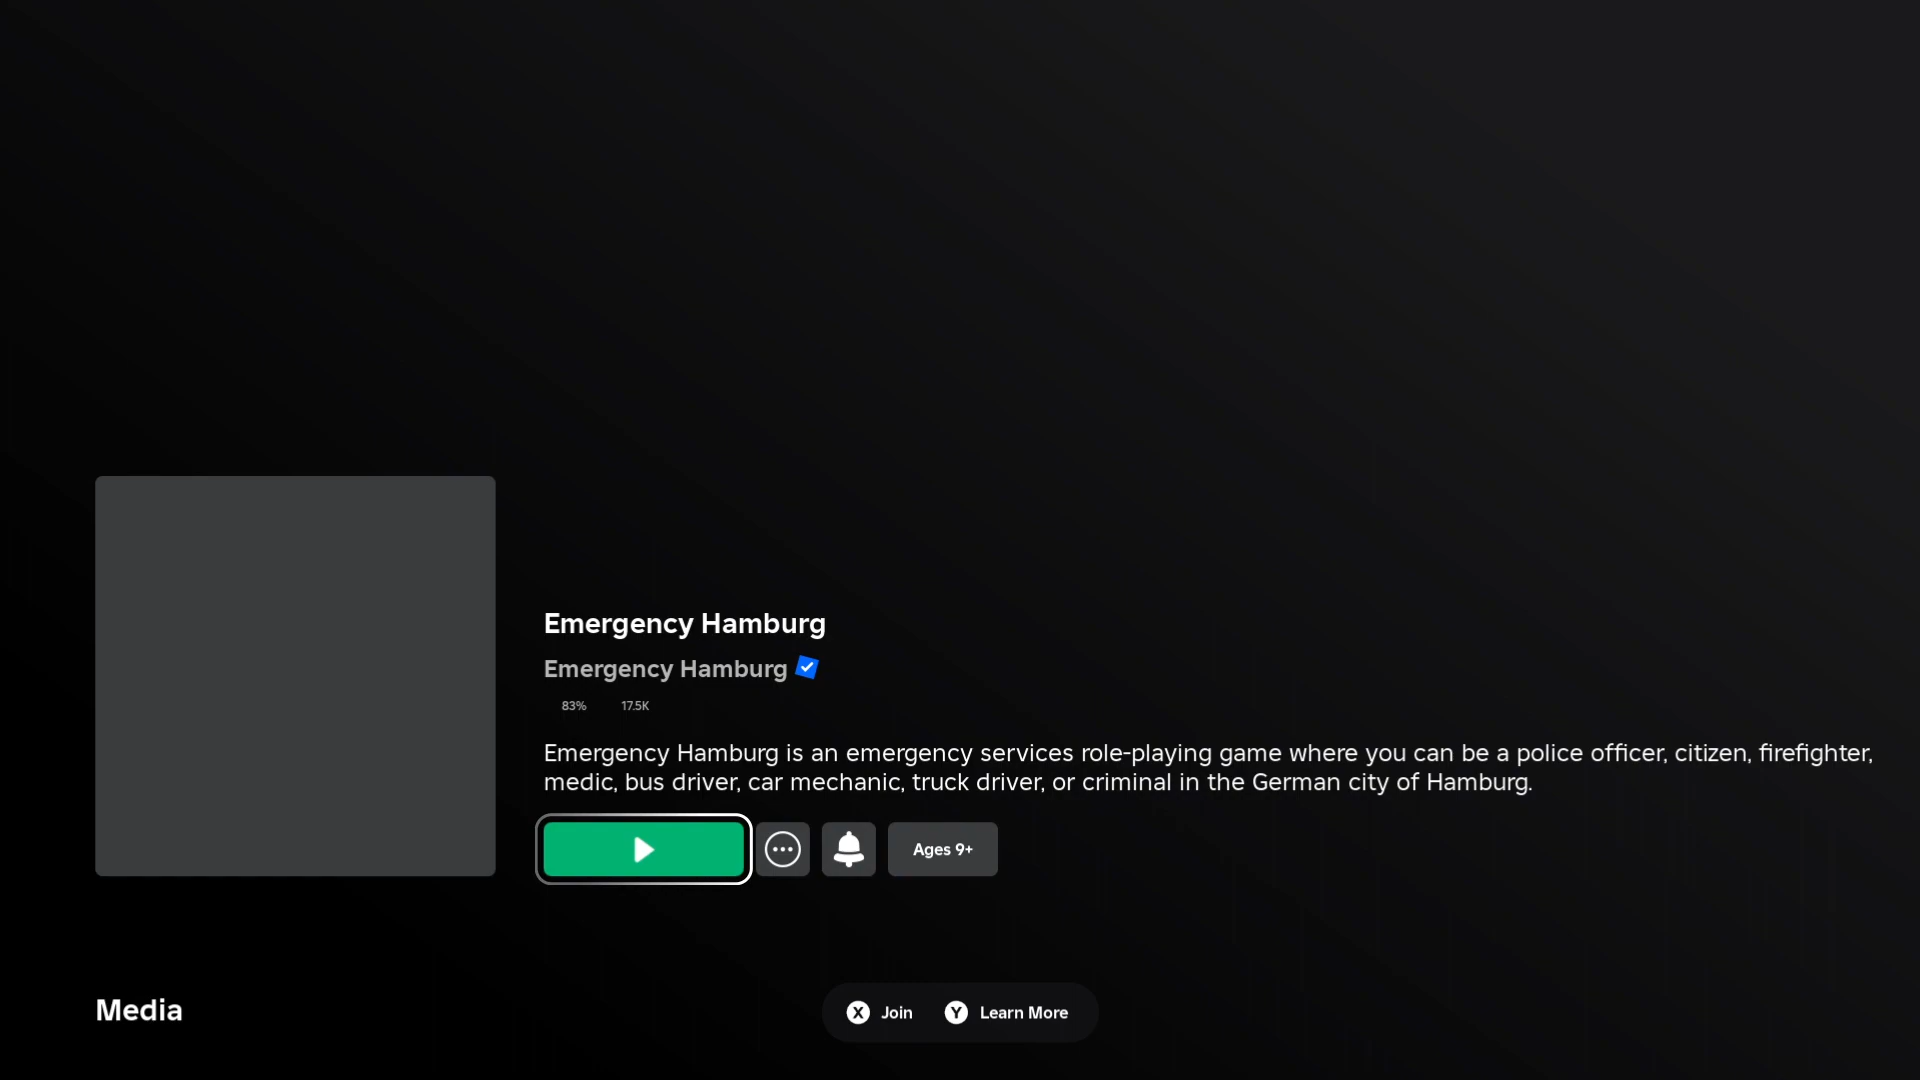 Emergency Hamburg
Emergency Hamburg
83% 17.5K
Emergency Hamburg is an emergency services role-playing game where you can be a police officer, citizen, firefighter,
medic, bus driver, car mechanic, truck driver, or criminal in the German city of Hamburg.
Ages 9+
Media
X Join Y Learn More